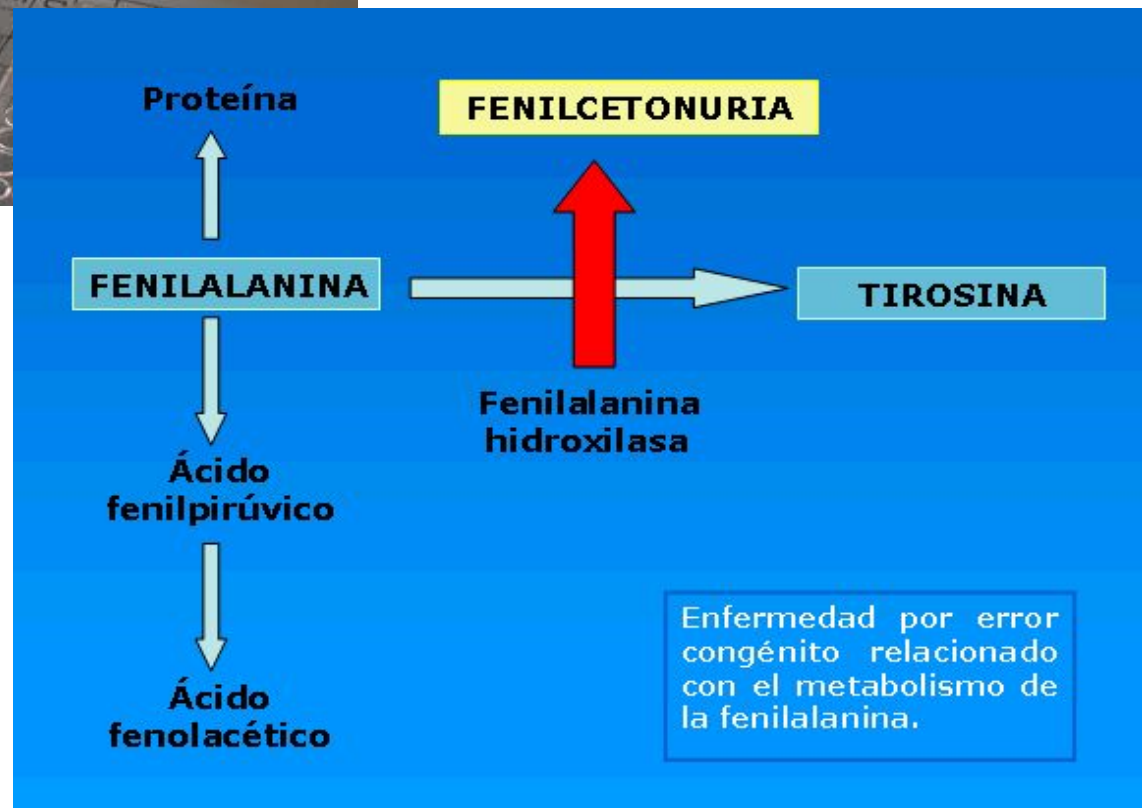 Proteína
FENILCETONURIA
FENILALANINA
TIROSINA
Fenilalanina
hidroxilasa
Ácido
fenilpirúvico
Ácido
fenolacético
Enfermedad por error
congénito relacionado
con el metabolismo de
la fenilalanina.